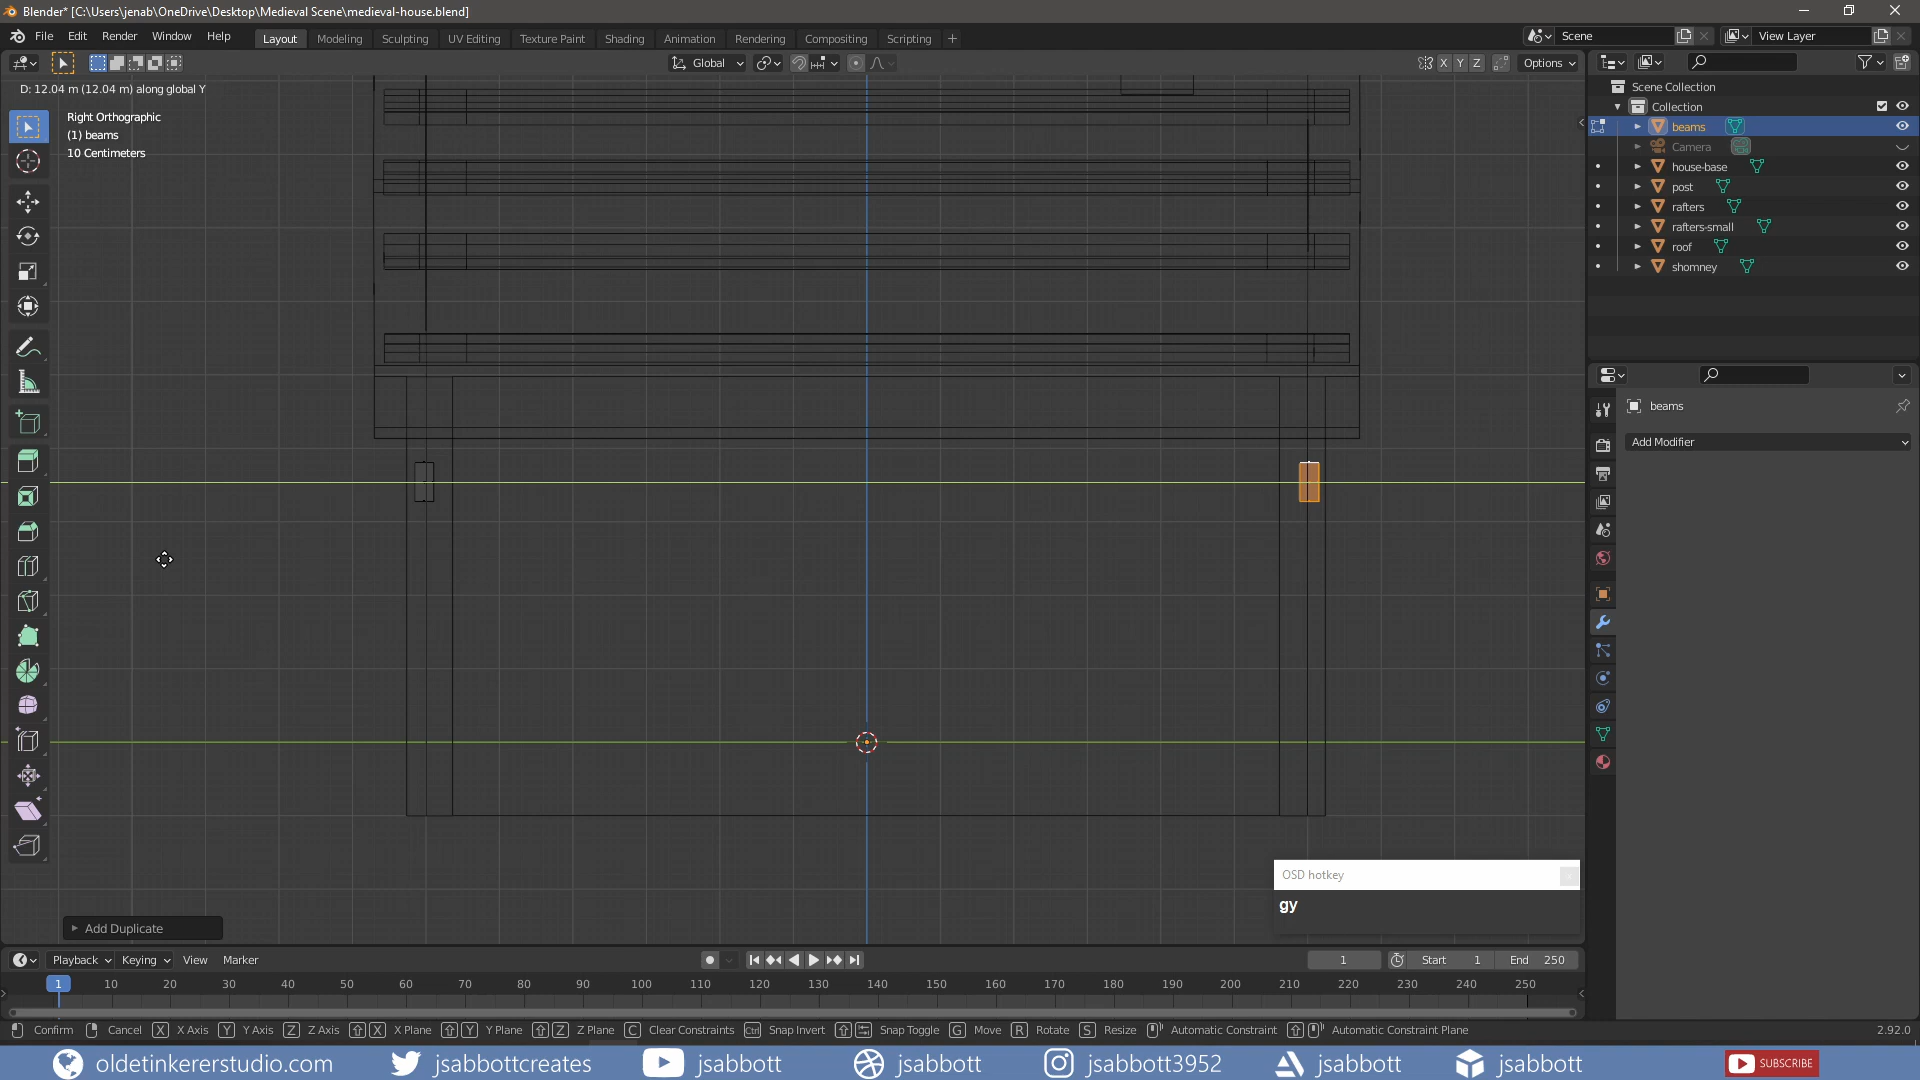 Blender* [C:\Users\jenab\OneDrive\Desktop\Medieval Scene\medieval-house.blend]
File Edit Render Window Help Layout Modeling Sculpting UV Editing Texture Paint Shading Animation Rendering Compositing Scripting + Scene View Layer
Global X Y Z Options
D: 12.04 m (12.04 m) along global Y
Right Orthographic
(1) beams
10 Centimeters
Scene Collection
Collection
beams
Camera
house-base
post
rafters
rafters-small
roof
shomney
beams
Add Modifier
OSD hotkey
gy
Add Duplicate
Playback Keying View Marker 1 Start 1 End 250
1 10 20 30 40 50 60 70 80 90 100 110 120 130 140 150 160 170 180 190 200 210 220 230 240 250
Confirm Cancel X X Axis Y Y Axis Z Z Axis X X Plane Y Y Plane Z Z Plane C Clear Constraints Ctrl Snap Invert Snap Toggle G Move R Rotate S Resize Automatic Constraint Automatic Constraint Plane 2.92.0
oldetinkererstudio.com jsabbottcreates jsabbott jsabbott jsabbott3952 jsabbott jsabbott SUBSCRIBE